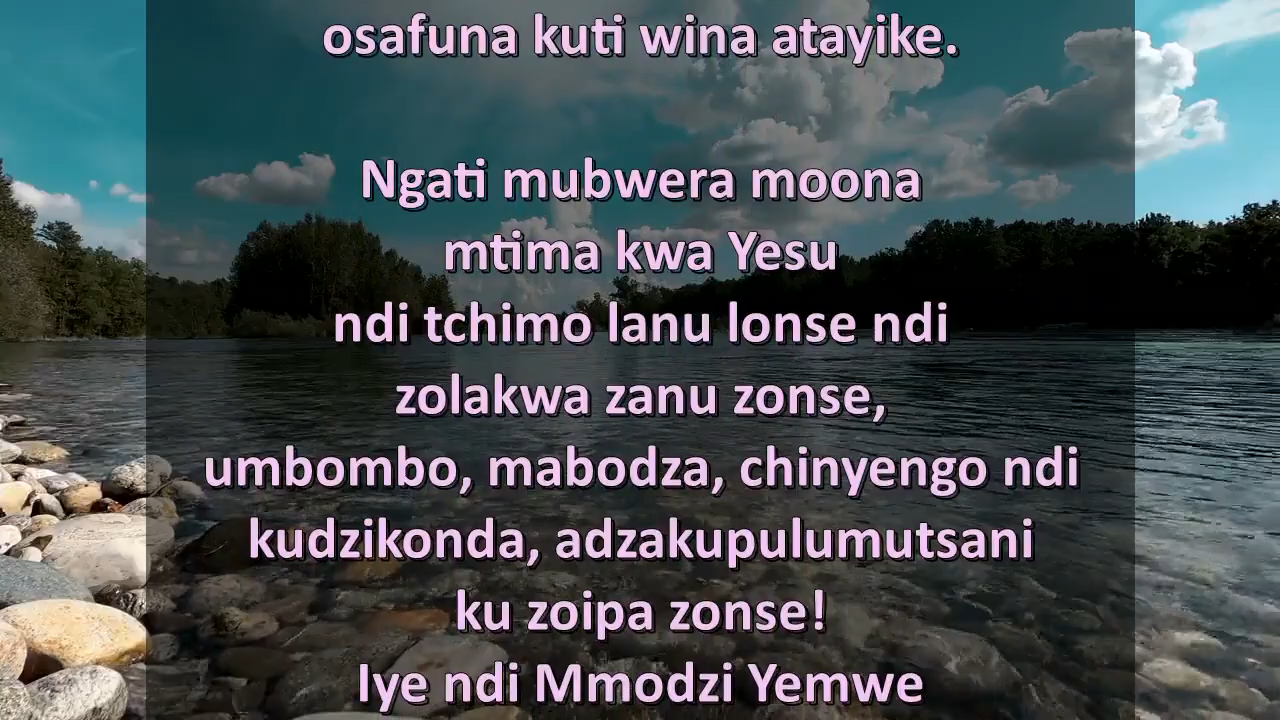 osafuna kuti wina atayike.
Ngati mubwera moona
mtima kwa Yesu
ndi tchimo lanu lonse ndi
zolakwa zanu zonse,
umbombo, mabodza, chinyengo ndi
kudzikonda, adzakupulumutsani
ku zoipa zonse!
Iye ndi Mmodzi Yemwe